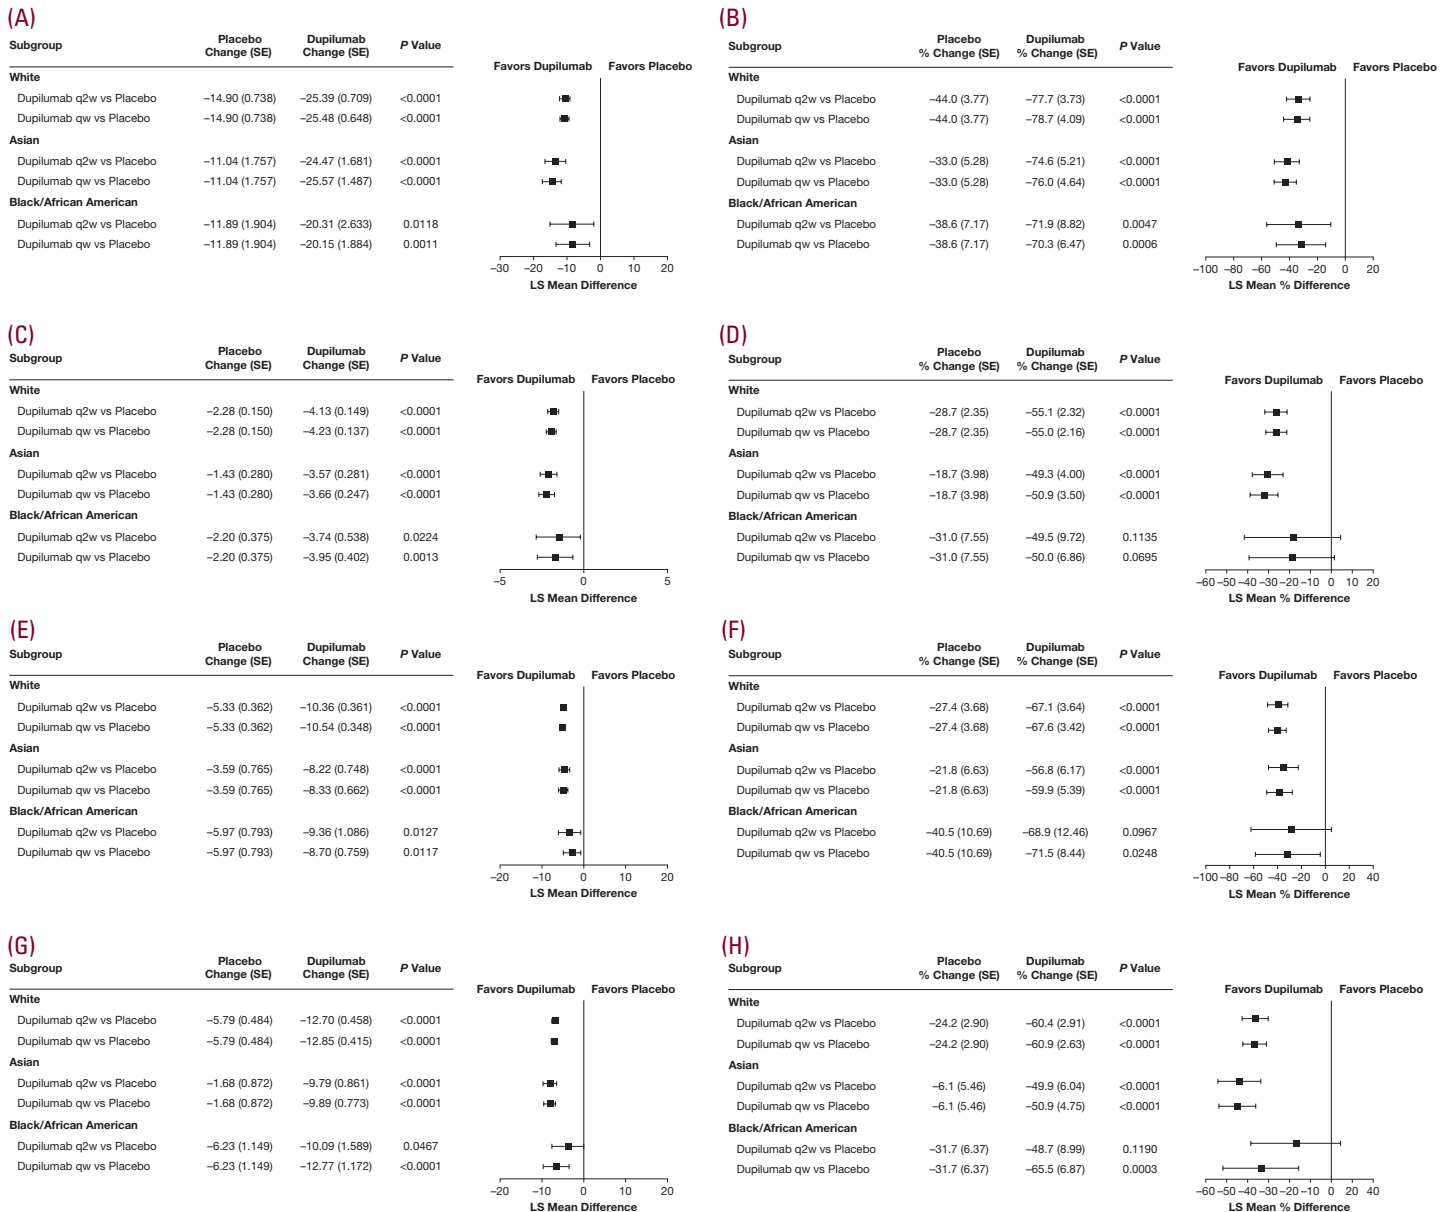 (A)
Subgroup Placebo Change (SE) Dupilumab Change (SE) P Value
Favors Dupilumab Favors Placebo
White
Dupilumab q2w vs Placebo −14.90 (0.738) −25.39 (0.709) <0.0001
Dupilumab qw vs Placebo −14.90 (0.738) −25.48 (0.648) <0.0001
Asian
Dupilumab q2w vs Placebo −11.04 (1.757) −24.47 (1.681) <0.0001
Dupilumab qw vs Placebo −11.04 (1.757) −25.57 (1.487) <0.0001
Black/African American
Dupilumab q2w vs Placebo −11.89 (1.904) −20.31 (2.633) 0.0118
Dupilumab qw vs Placebo −11.89 (1.904) −20.15 (1.884) 0.0011
−30 −20 −10 0 10 20
LS Mean Difference
(B)
Subgroup Placebo % Change (SE) Dupilumab % Change (SE) P Value
Favors Dupilumab Favors Placebo
White
Dupilumab q2w vs Placebo −44.0 (3.77) −77.7 (3.73) <0.0001
Dupilumab qw vs Placebo −44.0 (3.77) −78.7 (4.09) <0.0001
Asian
Dupilumab q2w vs Placebo −33.0 (5.28) −74.6 (5.21) <0.0001
Dupilumab qw vs Placebo −33.0 (5.28) −76.0 (4.64) <0.0001
Black/African American
Dupilumab q2w vs Placebo −38.6 (7.17) −71.9 (8.82) 0.0047
Dupilumab qw vs Placebo −38.6 (7.17) −70.3 (6.47) 0.0006
−100 −80 −60 −40 −20 0 20
LS Mean % Difference
(C)
Subgroup Placebo Change (SE) Dupilumab Change (SE) P Value
Favors Dupilumab Favors Placebo
White
Dupilumab q2w vs Placebo −2.28 (0.150) −4.13 (0.149) <0.0001
Dupilumab qw vs Placebo −2.28 (0.150) −4.23 (0.137) <0.0001
Asian
Dupilumab q2w vs Placebo −1.43 (0.280) −3.57 (0.281) <0.0001
Dupilumab qw vs Placebo −1.43 (0.280) −3.66 (0.247) <0.0001
Black/African American
Dupilumab q2w vs Placebo −2.20 (0.375) −3.74 (0.538) 0.0224
Dupilumab qw vs Placebo −2.20 (0.375) −3.95 (0.402) 0.0013
−5 0 5
LS Mean Difference
(D)
Subgroup Placebo % Change (SE) Dupilumab % Change (SE) P Value
Favors Dupilumab Favors Placebo
White
Dupilumab q2w vs Placebo −28.7 (2.35) −55.1 (2.32) <0.0001
Dupilumab qw vs Placebo −28.7 (2.35) −55.0 (2.16) <0.0001
Asian
Dupilumab q2w vs Placebo −18.7 (3.98) −49.3 (4.00) <0.0001
Dupilumab qw vs Placebo −18.7 (3.98) −50.9 (3.50) <0.0001
Black/African American
Dupilumab q2w vs Placebo −31.0 (7.55) −49.5 (9.72) 0.1135
Dupilumab qw vs Placebo −31.0 (7.55) −50.0 (6.86) 0.0695
−60 −50 −40 −30 −20 −10 0 10 20
LS Mean % Difference
(E)
Subgroup Placebo Change (SE) Dupilumab Change (SE) P Value
Favors Dupilumab Favors Placebo
White
Dupilumab q2w vs Placebo −5.33 (0.362) −10.36 (0.361) <0.0001
Dupilumab qw vs Placebo −5.33 (0.362) −10.54 (0.348) <0.0001
Asian
Dupilumab q2w vs Placebo −3.59 (0.765) −8.22 (0.748) <0.0001
Dupilumab qw vs Placebo −3.59 (0.765) −8.33 (0.662) <0.0001
Black/African American
Dupilumab q2w vs Placebo −5.97 (0.793) −9.36 (1.086) 0.0127
Dupilumab qw vs Placebo −5.97 (0.793) −8.70 (0.759) 0.0117
−20 −10 0 10 20
LS Mean Difference
(F)
Subgroup Placebo % Change (SE) Dupilumab % Change (SE) P Value
Favors Dupilumab Favors Placebo
White
Dupilumab q2w vs Placebo −27.4 (3.68) −67.1 (3.64) <0.0001
Dupilumab qw vs Placebo −27.4 (3.68) −67.6 (3.42) <0.0001
Asian
Dupilumab q2w vs Placebo −21.8 (6.63) −56.8 (6.17) <0.0001
Dupilumab qw vs Placebo −21.8 (6.63) −59.9 (5.39) <0.0001
Black/African American
Dupilumab q2w vs Placebo −40.5 (10.69) −68.9 (12.46) 0.0967
Dupilumab qw vs Placebo −40.5 (10.69) −71.5 (8.44) 0.0248
−100 −80 −60 −40 −20 0 20 40
LS Mean % Difference
(G)
Subgroup Placebo Change (SE) Dupilumab Change (SE) P Value
Favors Dupilumab Favors Placebo
White
Dupilumab q2w vs Placebo −5.79 (0.484) −12.70 (0.458) <0.0001
Dupilumab qw vs Placebo −5.79 (0.484) −12.85 (0.415) <0.0001
Asian
Dupilumab q2w vs Placebo −1.68 (0.872) −9.79 (0.861) <0.0001
Dupilumab qw vs Placebo −1.68 (0.872) −9.89 (0.773) <0.0001
Black/African American
Dupilumab q2w vs Placebo −6.23 (1.149) −10.09 (1.589) 0.0467
Dupilumab qw vs Placebo −6.23 (1.149) −12.77 (1.172) <0.0001
−20 −10 0 10 20
LS Mean Difference
(H)
Subgroup Placebo % Change (SE) Dupilumab % Change (SE) P Value
Favors Dupilumab Favors Placebo
White
Dupilumab q2w vs Placebo −24.2 (2.90) −60.4 (2.91) <0.0001
Dupilumab qw vs Placebo −24.2 (2.90) −60.9 (2.63) <0.0001
Asian
Dupilumab q2w vs Placebo −6.1 (5.46) −49.9 (6.04) <0.0001
Dupilumab qw vs Placebo −6.1 (5.46) −50.9 (4.75) <0.0001
Black/African American
Dupilumab q2w vs Placebo −31.7 (6.37) −48.7 (8.99) 0.1190
Dupilumab qw vs Placebo −31.7 (6.37) −65.5 (6.87) 0.0003
−60 −50 −40 −30 −20 −10 0 10 20
LS Mean % Difference